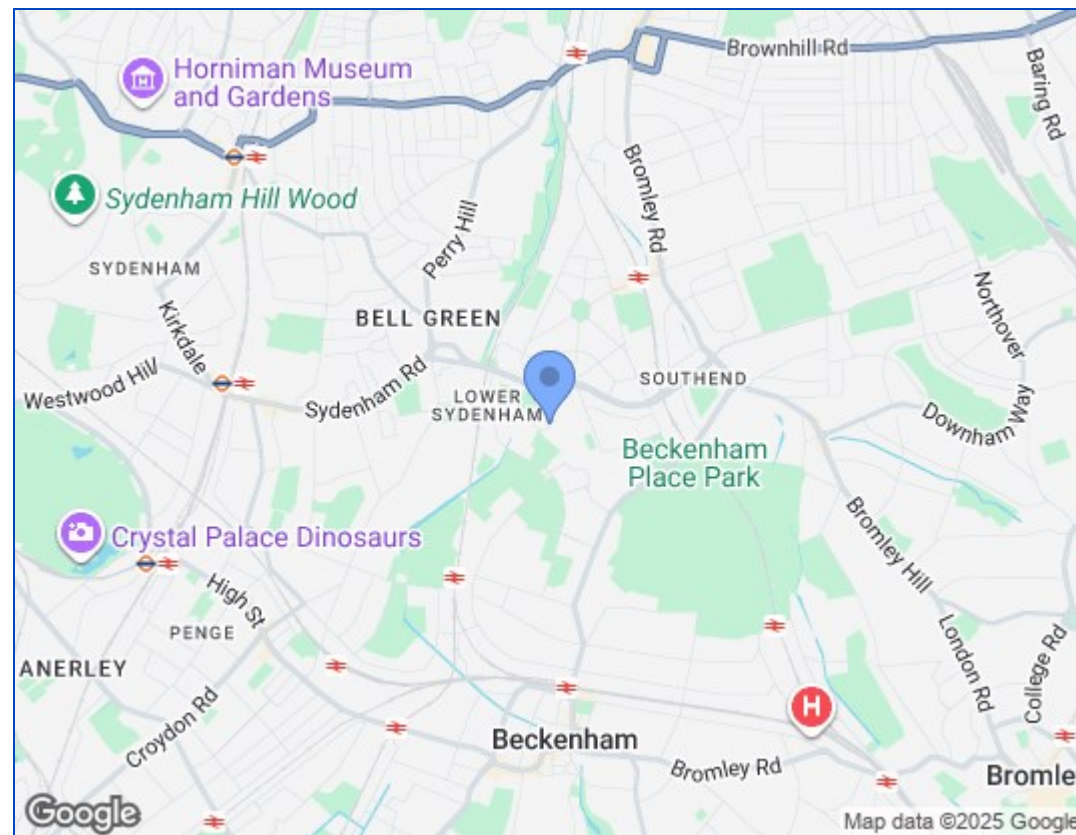 Brownhill Rd
Baring Rd
Horniman Museum
and Gardens
Bromley Rd
Sydenham Hill Wood
Perry Hill
SYDENHAM
Northover
Kirkdale
BELL GREEN
Westwood Hill
Sydenham Rd
LOWER
SYDENHAM
SOUTHEND
Downham Way
Beckenham
Place Park
Crystal Palace Dinosaurs
Bromley Hill
High St
PENGE
London Rd
College Rd
ANERLEY
Croydon Rd
H
Beckenham
Bromley Rd
Bromle
Google
Map data ©2025 Google